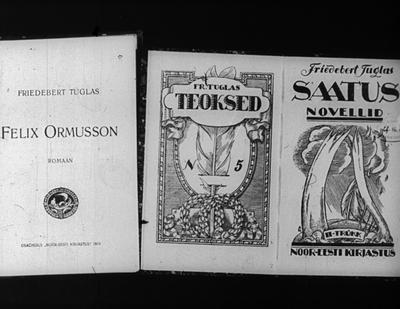 FRIEDEBERT TUGLAS
FELIX ORMUSSON
ROMAAN
FR. TUGLAS
TEOKSED
N 5
Friedebert Tuglas
SAATUS
NOVELLID
II-TRÜKK
NOOR-EESTI KIRJASTUS